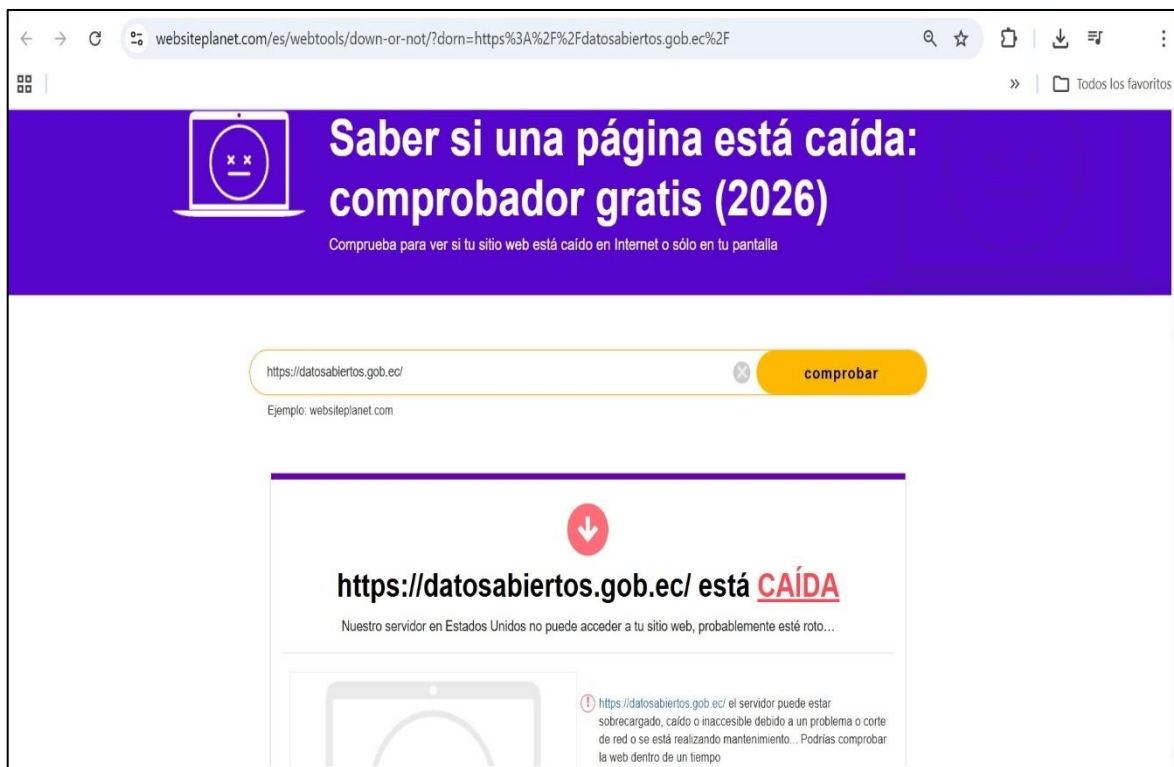 websiteplanet.com/es/webtools/down-or-not/?dorn=https%3A%2F%2Fdatosabiertos.gob.ec%2F
» Todos los favoritos
Saber si una página está caída:
comprobador gratis (2026)
Comprueba para ver si tu sitio web está caído en Internet o sólo en tu pantalla
https://datosabiertos.gob.ec/
comprobar
Ejemplo: websiteplanet.com
https://datosabiertos.gob.ec/ está CAÍDA
Nuestro servidor en Estados Unidos no puede acceder a tu sitio web, probablemente esté roto…
https://datosabiertos.gob.ec/ el servidor puede estar
sobrecargado, caído o inaccesible debido a un problema o corte
de red o se está realizando mantenimiento... Podrías comprobar
la web dentro de un tiempo